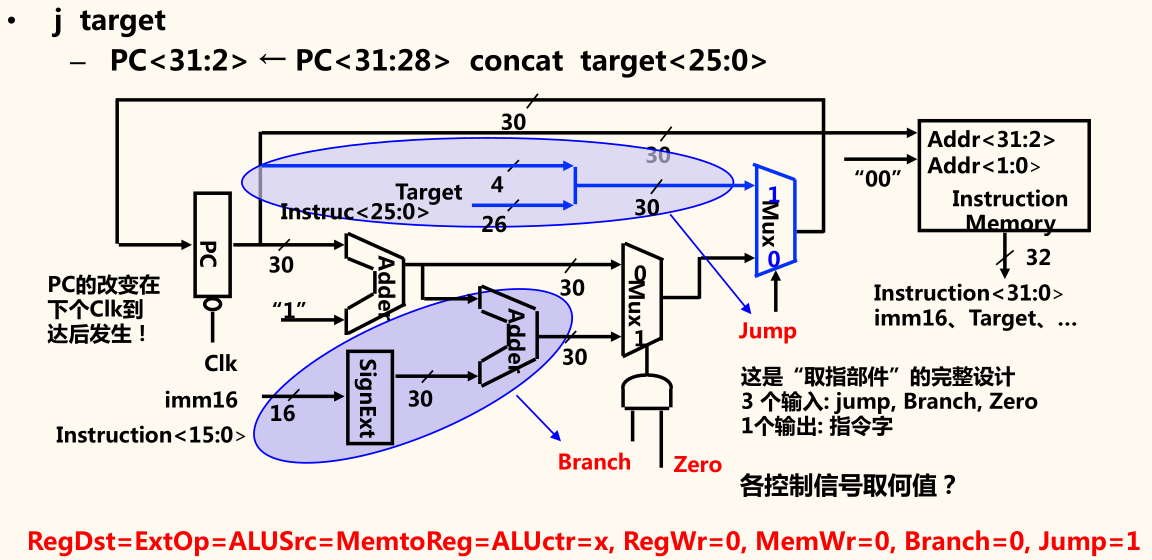 • j target
– PC<31:2> ← PC<31:28> concat target<25:0>
30
30
Addr<31:2>
Addr<1:0>
“00”
Instruction
Memory
4
Target
30
Instruc<25:0>
26
1
Mux
0
PC
30
Adder
30
0
Mux
1
32
PC的改变在
下个Clk到
达后发生！
“1”
Adder
30
Instruction<31:0>
imm16、Target、…
Jump
Clk
SignExt
imm16
16
30
Instruction<15:0>
这是“取指部件”的完整设计
3 个输入: jump, Branch, Zero
1个输出: 指令字
Branch
Zero
各控制信号取何值？
RegDst=ExtOp=ALUSrc=MemtoReg=ALUctr=x, RegWr=0, MemWr=0, Branch=0, Jump=1